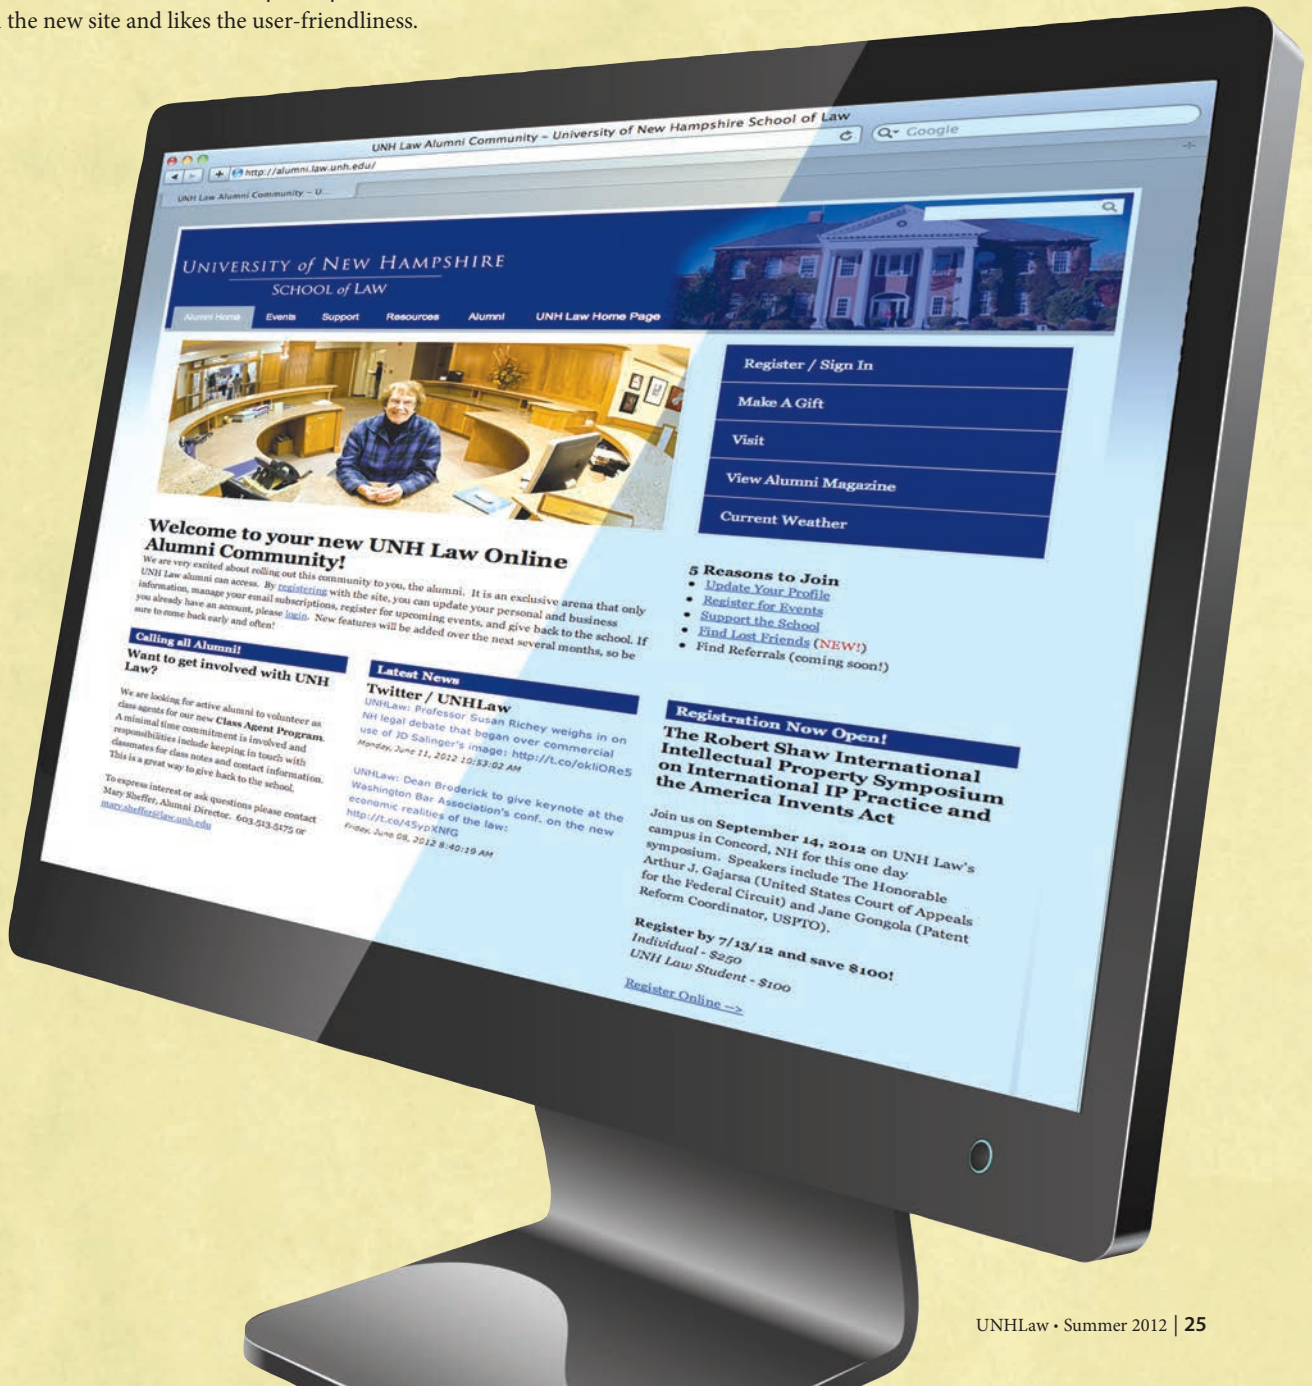 the new site and likes the user-friendliness.
UNH Law Alumni Community – University of New Hampshire School of Law
http://alumni.law.unh.edu/
Google
UNH Law Alumni Community – U...
UNIVERSITY of NEW HAMPSHIRE
SCHOOL of LAW
Alumni Home Events Support Resources Alumni UNH Law Home Page
Register / Sign In
Make A Gift
Visit
View Alumni Magazine
Current Weather
Welcome to your new UNH Law Online
Alumni Community!
We are very excited about rolling out this community to you, the alumni. It is an exclusive arena that only
UNH Law alumni can access. By registering with the site, you can update your personal and business
information, manage your email subscriptions, register for upcoming events, and give back to the school. If
you already have an account, please login. New features will be added over the next several months, so be
sure to come back early and often!
5 Reasons to Join
• Update Your Profile
• Register for Events
• Support the School
• Find Lost Friends (NEW!)
• Find Referrals (coming soon!)
Calling all Alumni!
Want to get involved with UNH
Law?
We are looking for active alumni to volunteer as
class agents for our new Class Agent Program.
A minimal time commitment is involved and
responsibilities include keeping in touch with
classmates for class notes and contact information.
This is a great way to give back to the school.
To express interest or ask questions please contact
Mary Sheffer, Alumni Director. 603.513.5175 or
mary.sheffer@law.unh.edu
Latest News
Twitter / UNHLaw
UNHLaw: Professor Susan Richey weighs in on
NH legal debate that began over commercial
use of JD Salinger's image: http://t.co/okliOReS
Monday, June 11, 2012 10:53:02 AM
UNHLaw: Dean Broderick to give keynote at the
Washington Bar Association's conf. on the new
economic realities of the law:
http://t.co/4SypXNfG
Friday, June 08, 2012 8:40:19 AM
Registration Now Open!
The Robert Shaw International
Intellectual Property Symposium
on International IP Practice and
the America Invents Act
Join us on September 14, 2012 on UNH Law's
campus in Concord, NH for this one day
symposium. Speakers include The Honorable
Arthur J. Gajarsa (United States Court of Appeals
for the Federal Circuit) and Jane Gongola (Patent
Reform Coordinator, USPTO).
Register by 7/13/12 and save $100!
Individual - $250
UNH Law Student - $100
Register Online -->
UNHLaw • Summer 2012 | 25